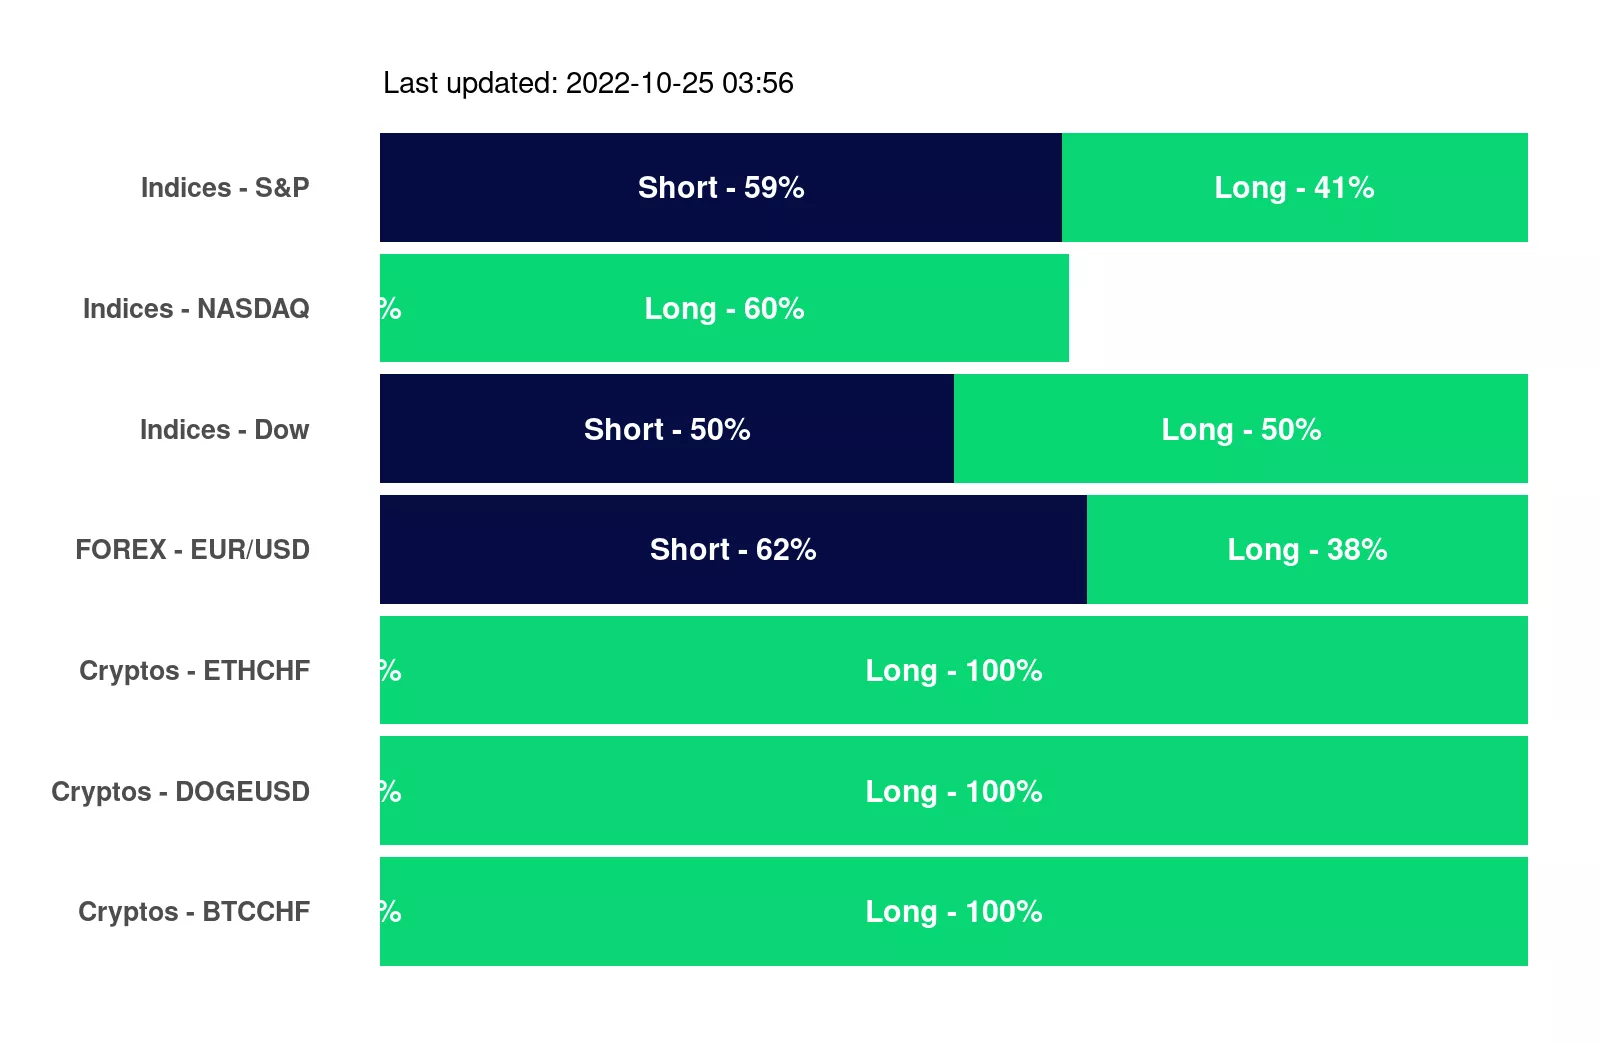 Last updated: 2022-10-25 03:56
Indices - S&P Short - 59% Long - 41%
Indices - NASDAQ % Long - 60%
Indices - Dow Short - 50% Long - 50%
FOREX - EUR/USD Short - 62% Long - 38%
Cryptos - ETHCHF % Long - 100%
Cryptos - DOGEUSD % Long - 100%
Cryptos - BTCCHF % Long - 100%